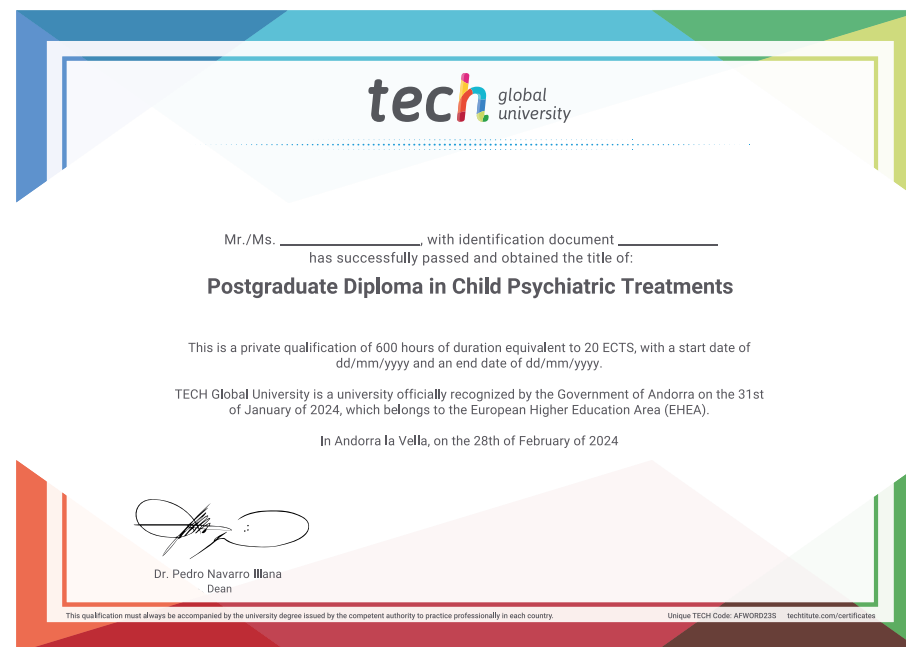 tech global
university
Mr./Ms. ____________, with identification document ____________
has successfully passed and obtained the title of:
Postgraduate Diploma in Child Psychiatric Treatments
This is a private qualification of 600 hours of duration equivalent to 20 ECTS, with a start date of
dd/mm/yyyy and an end date of dd/mm/yyyy.
TECH Global University is a university officially recognized by the Government of Andorra on the 31st
of January of 2024, which belongs to the European Higher Education Area (EHEA).
In Andorra la Vella, on the 28th of February of 2024
Dr. Pedro Navarro Illana
Dean
This qualification must always be accompanied by the university degree issued by the competent authority to practice professionally in each country.
Unique TECH Code: AFWORD23S techtitute.com/certificates